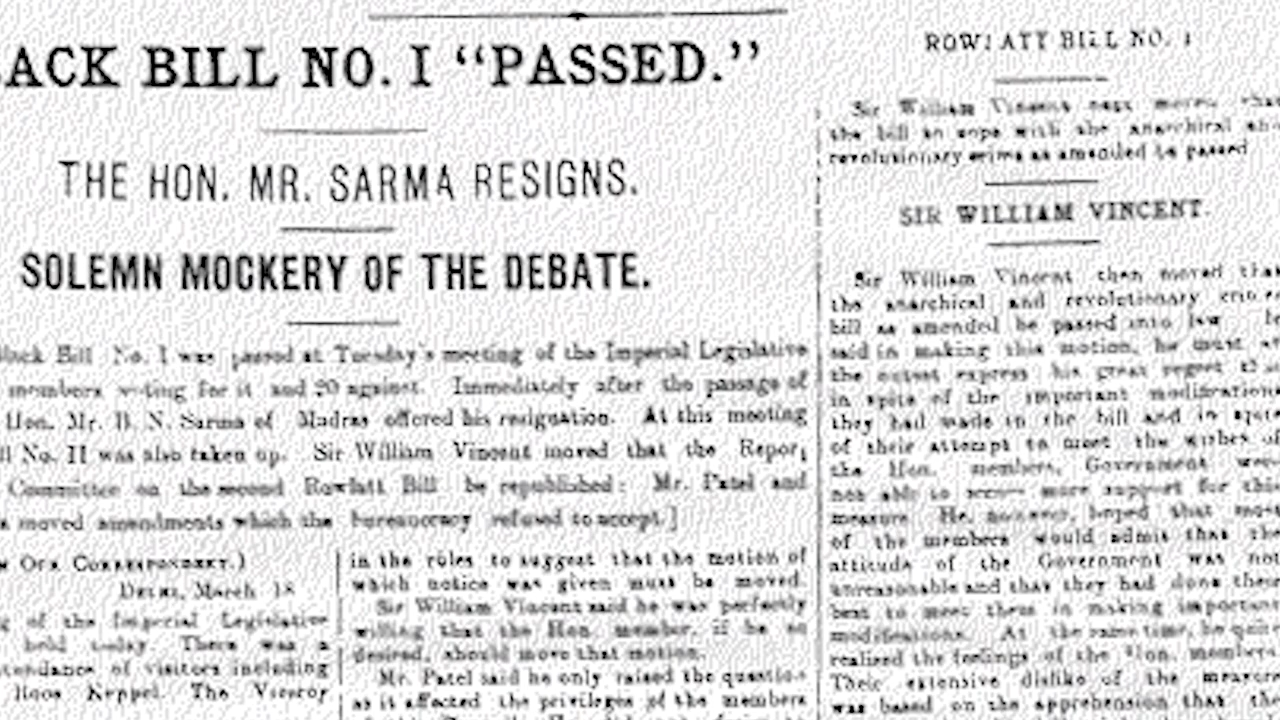 ACK BILL NO. I “PASSED.”
THE HON. MR. SARMA RESIGNS.
SOLEMN MOCKERY OF THE DEBATE.
Black Bill No. I was passed at Tuesday's meeting of the Imperial Legislative
members voting for it and 20 against. Immediately after the passage of
Hon. Mr. B. N. Sarma of Madras offered his resignation. At this meeting
ll No. II was also taken up. Sir William Vincent moved that the Report
Committee on the second Rowlatt Bill be republished: Mr. Patel and
moved amendments which the bureaucracy refused to accept.]
OUR CORRESPONDENT.)
DELHI, March 18
g of the Imperial Legislative
held today. There was a
tendance of visitors including
Roos Keppel. The Viceroy
in the rules to suggest that the motion of
which notice was given must be moved.
Sir William Vincent said he was perfectly
willing that the Hon. member, if he so
desired, should move that motion.
Mr. Patel said he only raised the question
as it affected the privileges of the members
ROWLATT BILL NO. I
Sir William Vincent next moved that
the bill to cope with the anarchical and
revolutionary crime as amended be passed
SIR WILLIAM VINCENT.
Sir William Vincent then moved that
the anarchical and revolutionary crimes
bill as amended be passed into law
said in making this motion, he must at
the outset express his great regret that
in spite of the important modifications
they had made in the bill and in spite
of their attempt to meet the wishes of
the Hon. members, Government were
not able to secure more support for this
measure. He, however, hoped that most
of the members would admit that the
attitude of the Government was not
unreasonable and that they had done their
best to meet them in making important
modifications. At the same time, he quite
realised the feelings of the Hon. members.
Their extensive dislike of the measure
was based on the apprehension that the